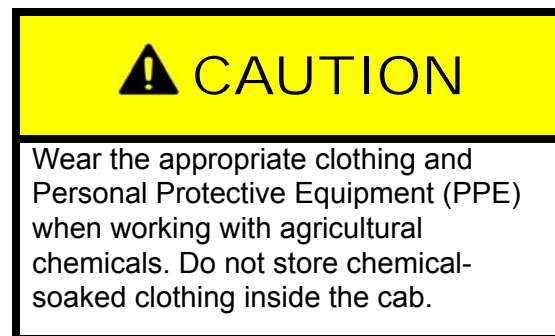 CAUTION
Wear the appropriate clothing and
Personal Protective Equipment (PPE)
when working with agricultural
chemicals. Do not store chemical-
soaked clothing inside the cab.